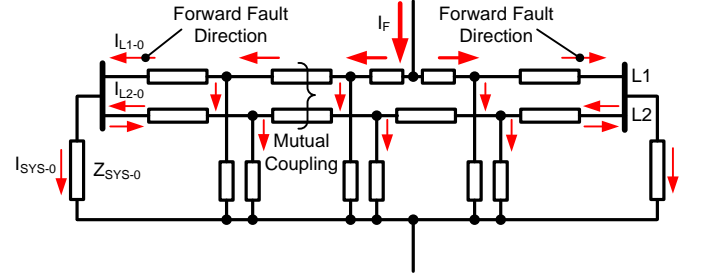 Forward Fault
Direction
I_F
Forward Fault
Direction
I_L1-0
L1
I_L2-0
L2
Mutual
Coupling
I_SYS-0
Z_SYS-0